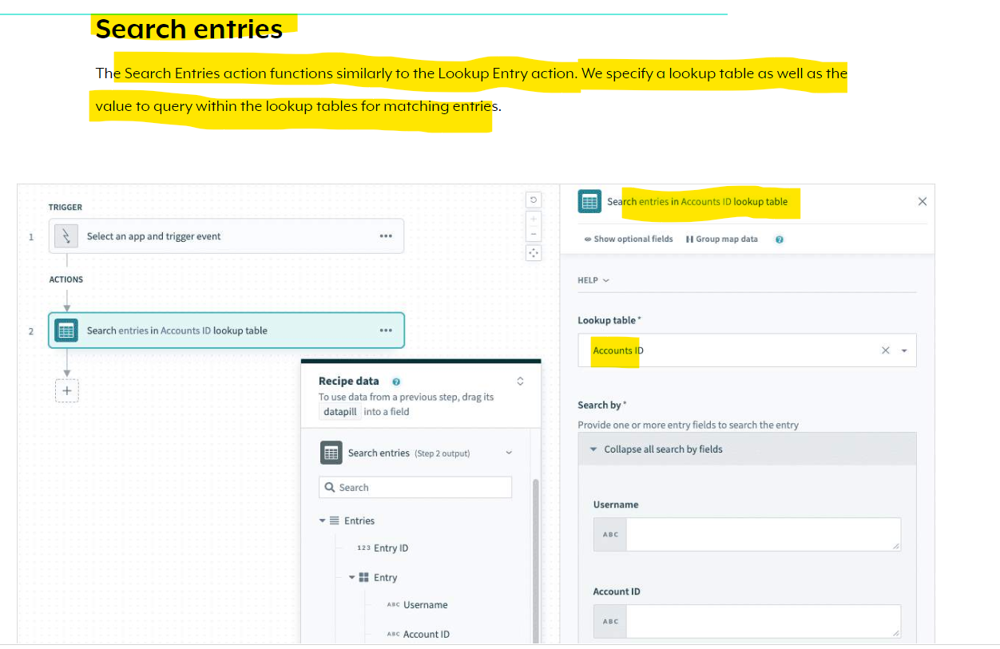 Search entries
The Search Entries action functions similarly to the Lookup Entry action. We specify a lookup table as well as the
value to query within the lookup tables for matching entries.
TRIGGER
1
Select an app and trigger event
ACTIONS
2
Search entries in Accounts ID lookup table
Recipe data
To use data from a previous step, drag its
datapill into a field
Search entries (Step 2 output)
Search
Entries
123 Entry ID
Entry
ABC Username
ABC Account ID
Search entries in Accounts ID lookup table
Show optional fields Group map data ?
HELP
Lookup table *
Accounts ID
Search by *
Provide one or more entry fields to search the entry
Collapse all search by fields
Username
ABC
Account ID
ABC